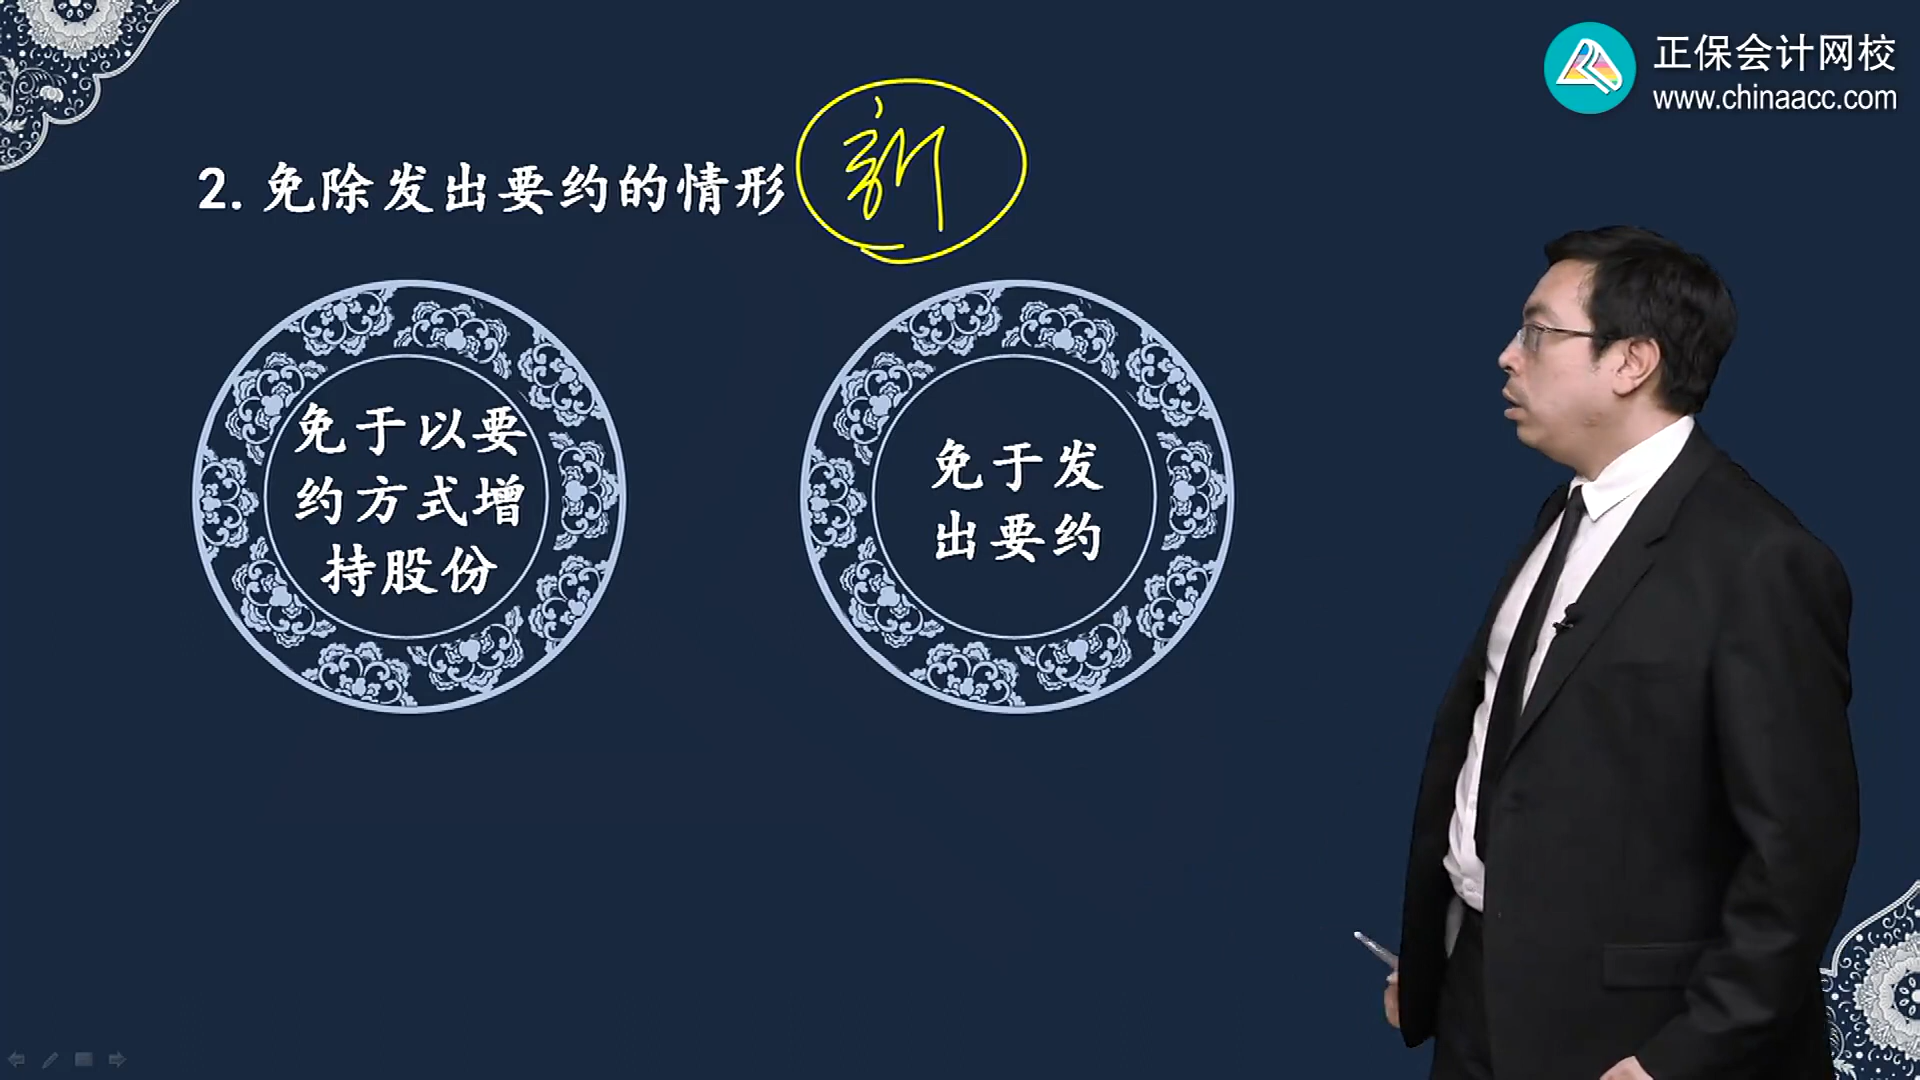 正保会计网校
www.chinaacc.com
新
2. 免除发出要约的情形
免于以要
约方式增
持股份
免于发
出要约